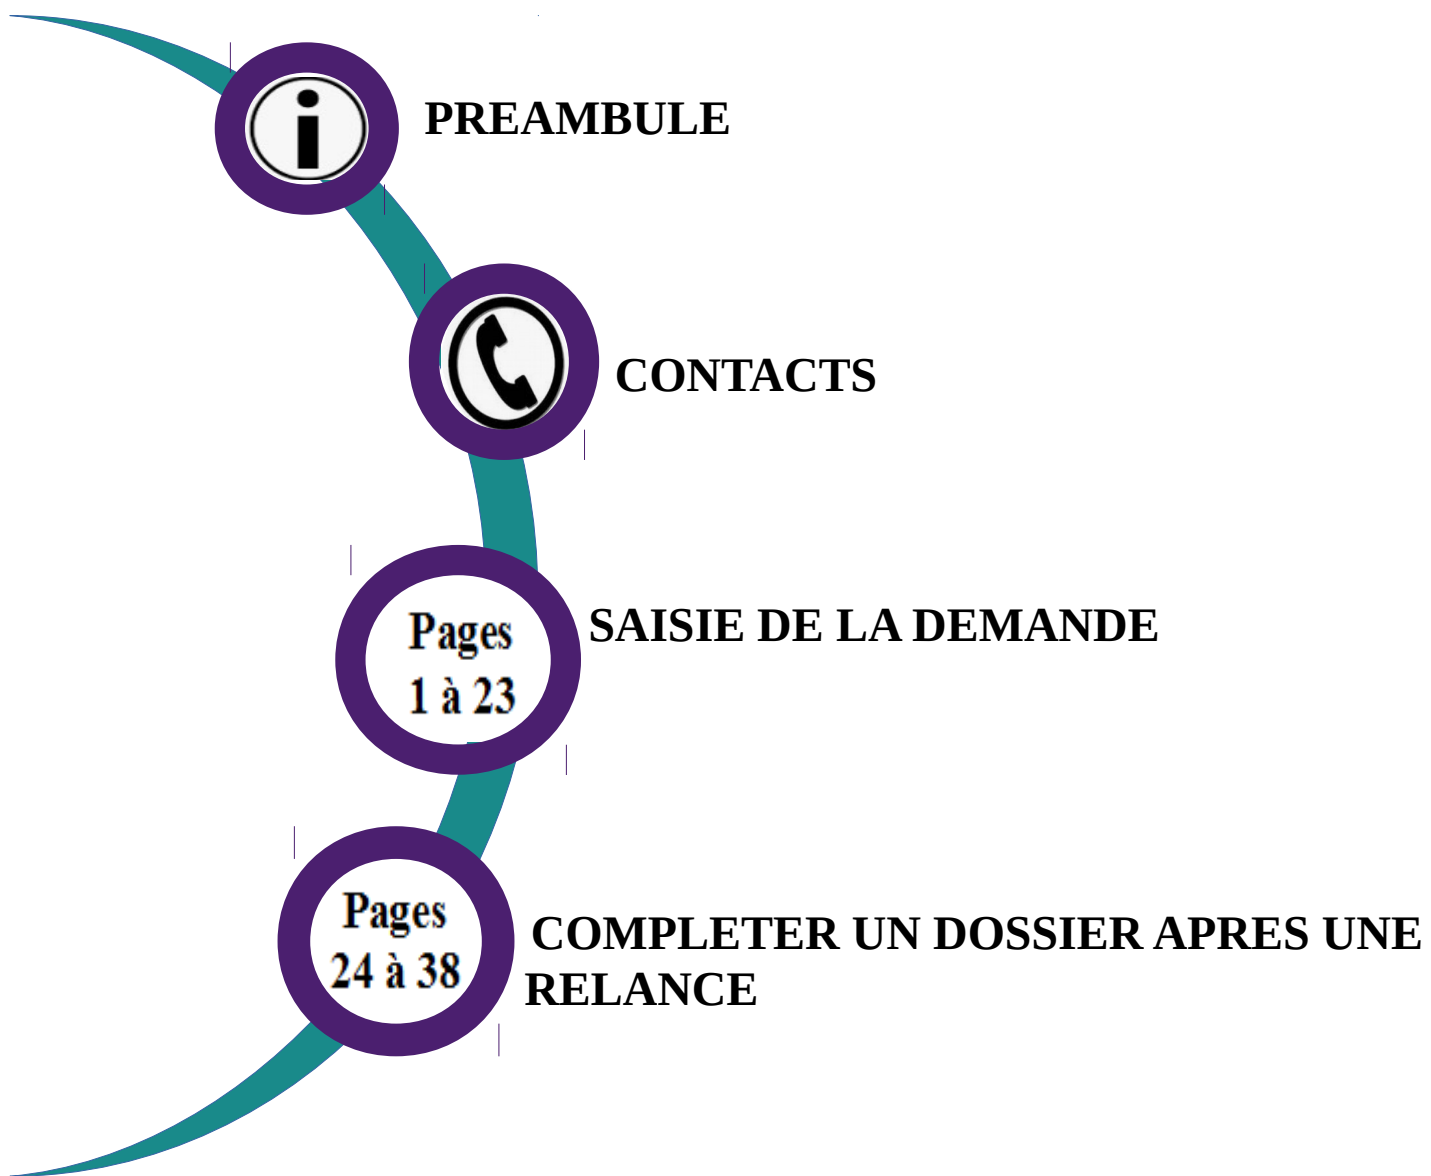 PREAMBULE
CONTACTS
Pages
1 à 23
SAISIE DE LA DEMANDE
Pages
24 à 38
COMPLETER UN DOSSIER APRES UNE
RELANCE